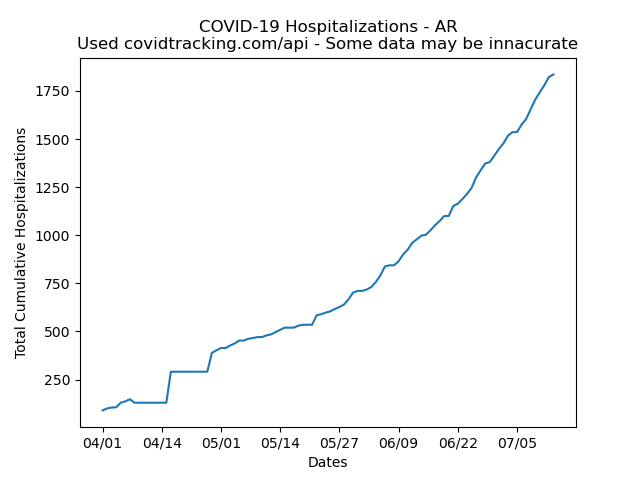 COVID-19 Hospitalizations - AR
Used covidtracking.com/api - Some data may be innacurate
Total Cumulative Hospitalizations
1750
1500
1250
1000
750
500
250
04/01 04/14 05/01 05/14 05/27 06/09 06/22 07/05
Dates